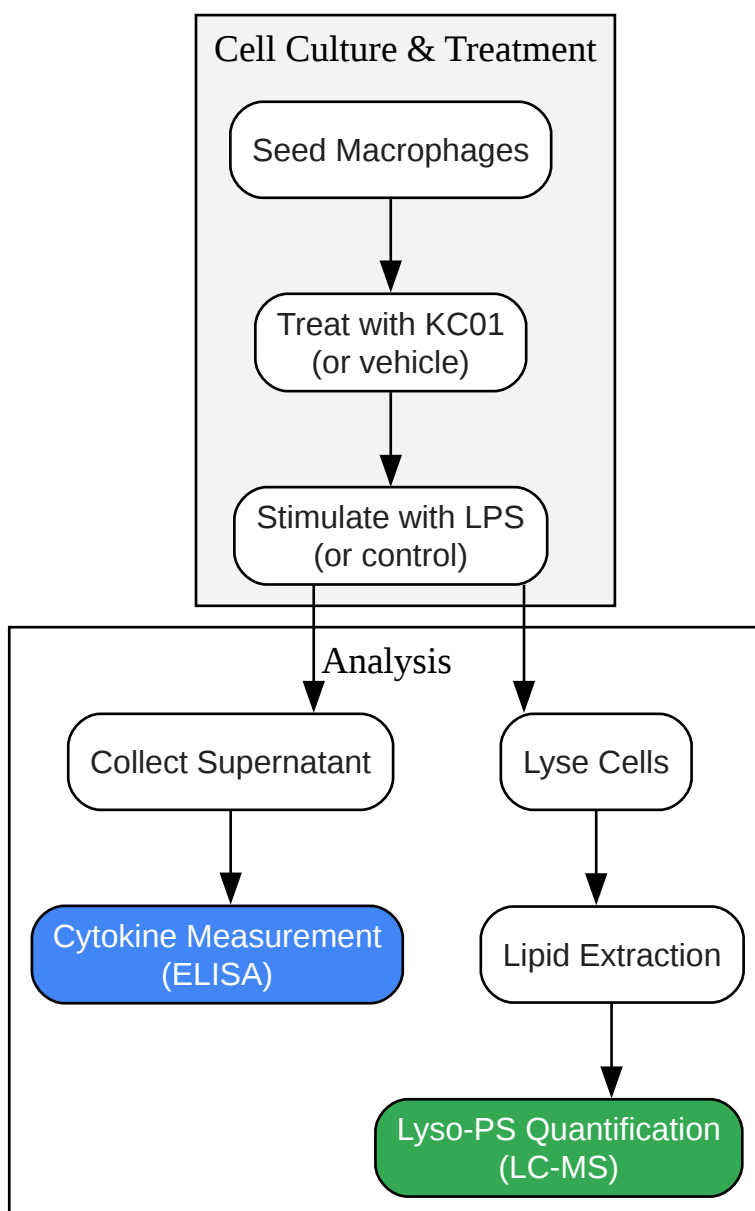 Cell Culture & Treatment
Seed Macrophages
Treat with KC01
(or vehicle)
Stimulate with LPS
(or control)
Analysis
Collect Supernatant
Lyse Cells
Cytokine Measurement
(ELISA)
Lipid Extraction
Lyso-PS Quantification
(LC-MS)